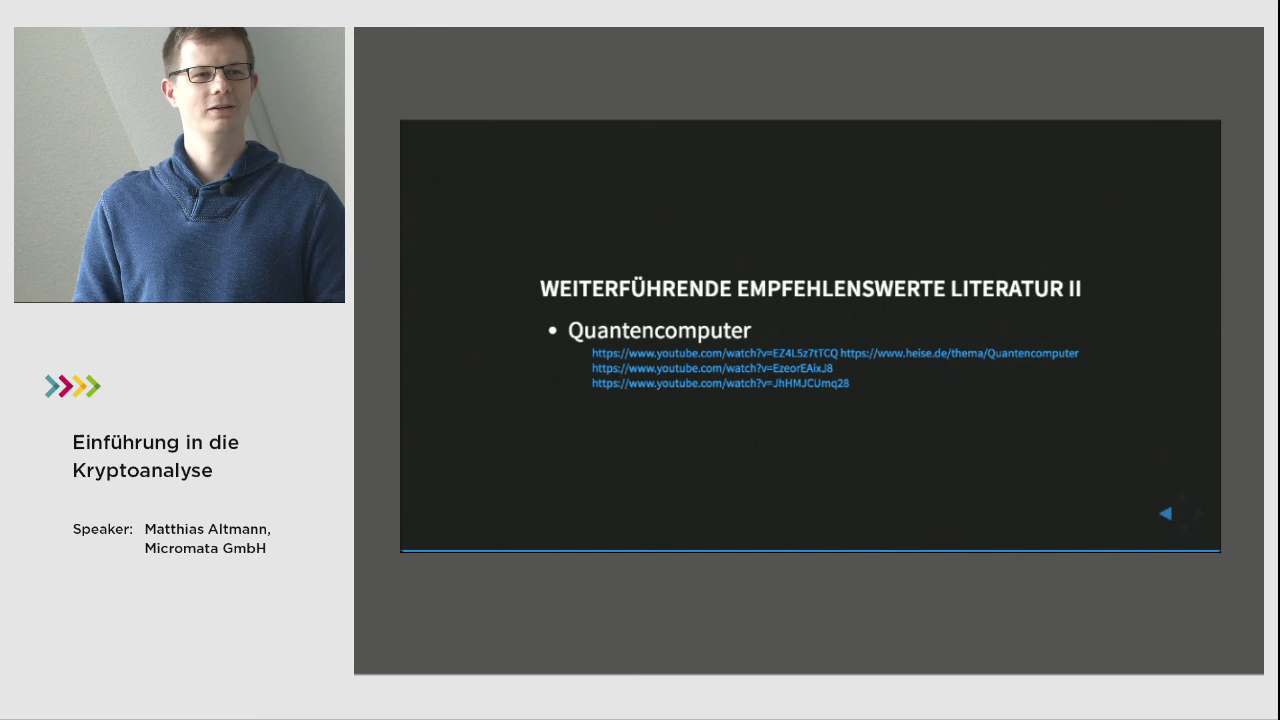 Einführung in die
Kryptoanalyse
Speaker: Matthias Altmann,
Micromata GmbH
WEITERFÜHRENDE EMPFEHLENSWERTE LITERATUR II
• Quantencomputer
https://www.youtube.com/watch?v=EZ4L5z7tTCQ https://www.heise.de/thema/Quantencomputer
https://www.youtube.com/watch?v=EzeorEAixJ8
https://www.youtube.com/watch?v=JhHMJCUmq28